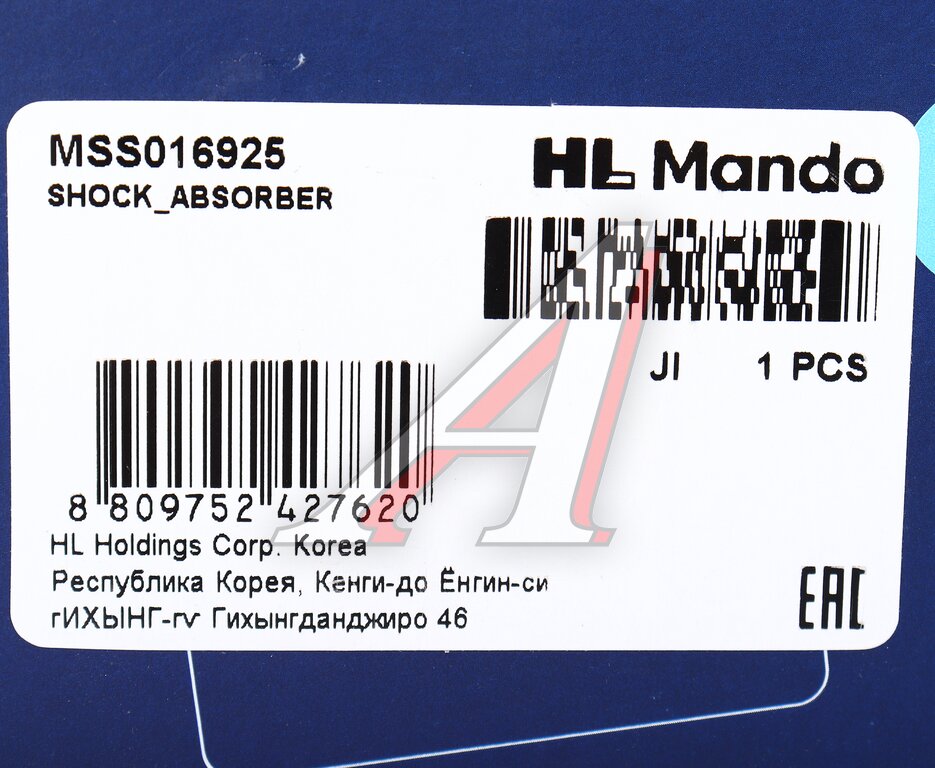 MSS016925
SHOCK_ABSORBER
HL Mando
JI 1 PCS
8 809752 427620
HL Holdings Corp. Korea
Республика Корея, Кенги-до Ёнгин-си
гИХЫНГ-гv Гихынгданджиро 46
EAC